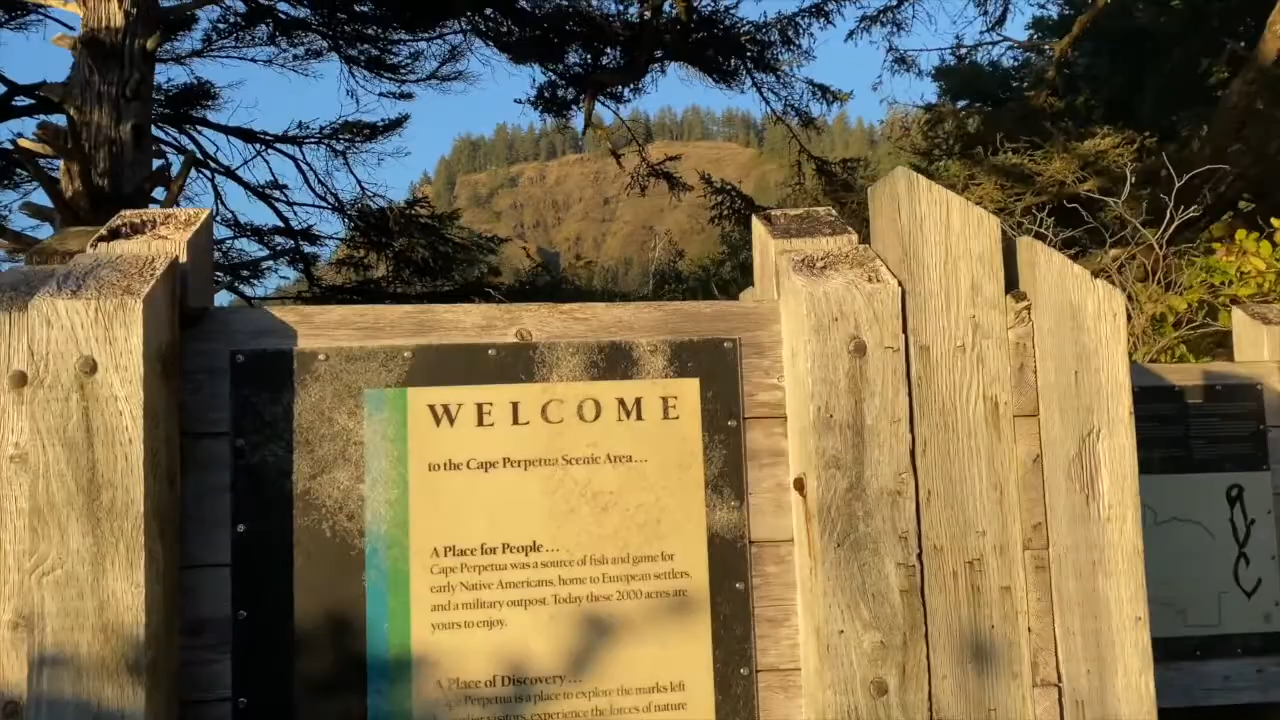 WELCOME
to the Cape Perpetua Scenic Area...
A Place for People...
Cape Perpetua was a source of fish and game for
early Native Americans, home to European settlers,
and a military outpost. Today these 2000 acres are
yours to enjoy.
A Place of Discovery...
Cape Perpetua is a place to explore the marks left
visitors, experience the forces of nature